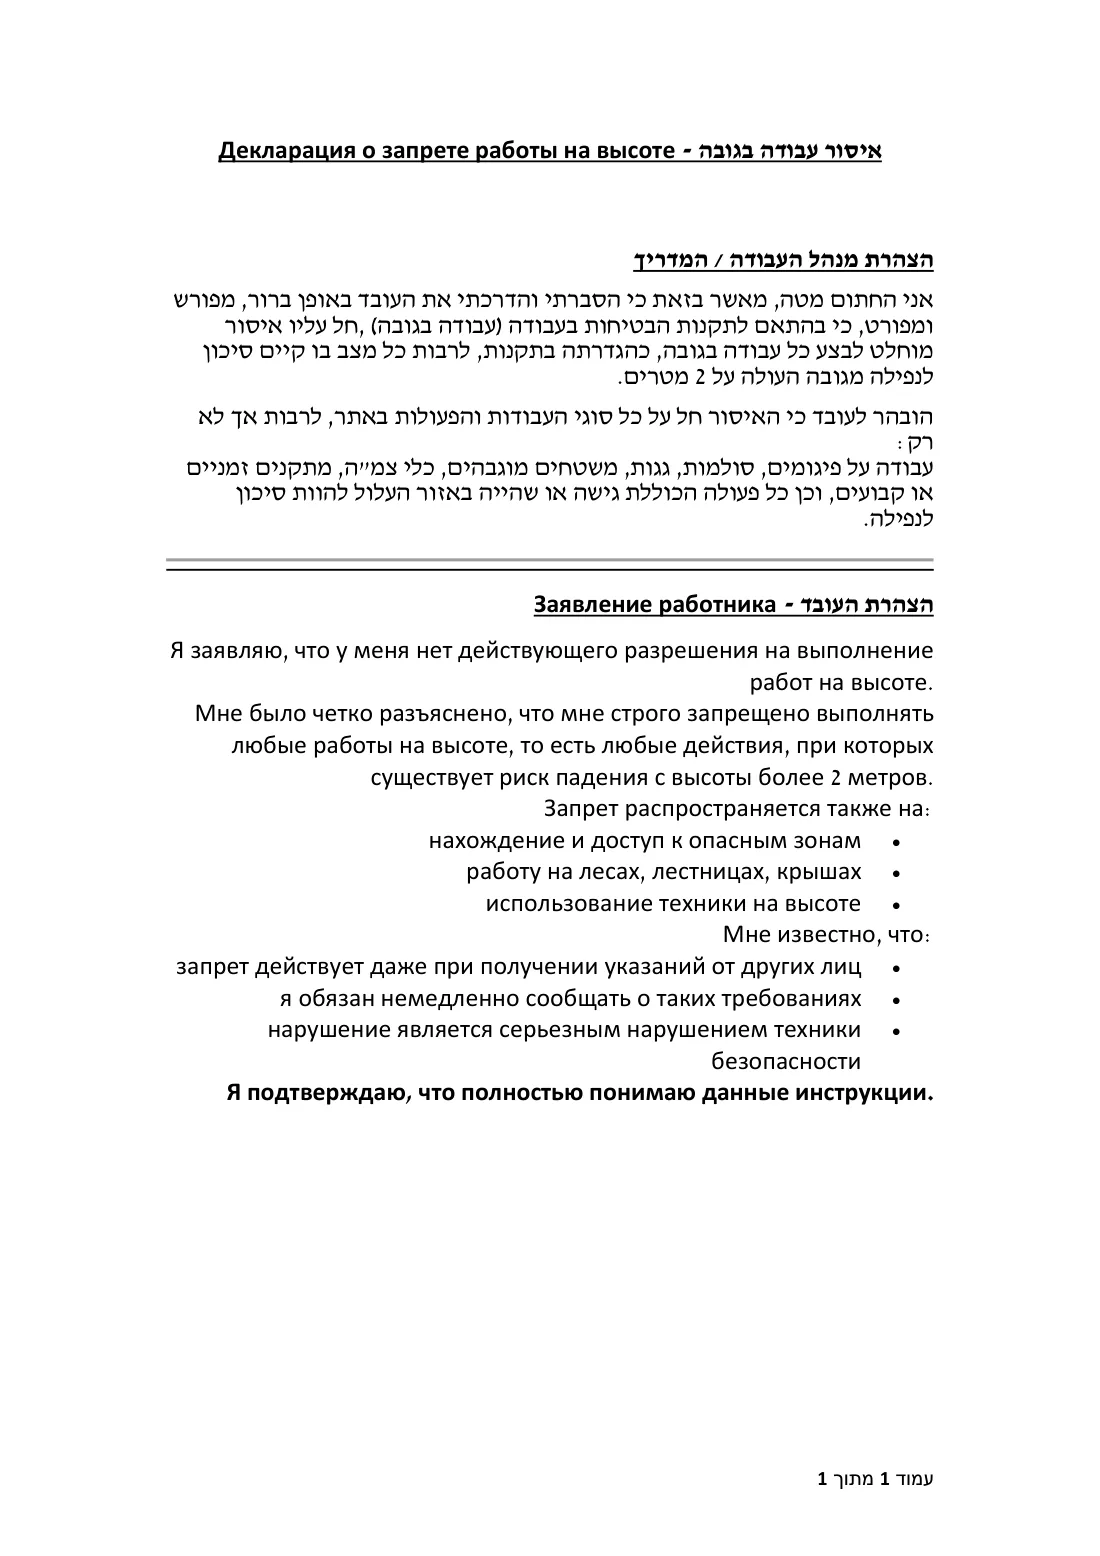 איסור עבודה בגובה - Декларация о запрете работы на высоте
הצהרת מנהל העבודה / המדריך
אני החתום מטה, מאשר בזאת כי הסברתי והדרכתי את העובד באופן ברור, מפורש
ומפורט, כי בהתאם לתקנות הבטיחות בעבודה (עבודה בגובה) ,חל עליו איסור
מוחלט לבצע כל עבודה בגובה, כהגדרתה בתקנות, לרבות כל מצב בו קיים סיכון
לנפילה מגובה העולה על 2 מטרים.
הובהר לעובד כי האיסור חל על כל סוגי העבודות והפעולות באתר, לרבות אך לא
רק :
עבודה על פיגומים, סולמות, גגות, משטחים מוגבהים, כלי צמ"ה, מתקנים זמניים
או קבועים, וכן כל פעולה הכוללת גישה או שהייה באזור העלול להוות סיכון
לנפילה.
הצהרת העובד - Заявление работника
Я заявляю, что у меня нет действующего разрешения на выполнение
работ на высоте.
Мне было четко разъяснено, что мне строго запрещено выполнять
любые работы на высоте, то есть любые действия, при которых
существует риск падения с высоты более 2 метров.
Запрет распространяется также на:
• нахождение и доступ к опасным зонам
• работу на лесах, лестницах, крышах
• использование техники на высоте
Мне известно, что:
• запрет действует даже при получении указаний от других лиц
• я обязан немедленно сообщать о таких требованиях
• нарушение является серьезным нарушением техники
безопасности
Я подтверждаю, что полностью понимаю данные инструкции.
עמוד 1 מתוך 1